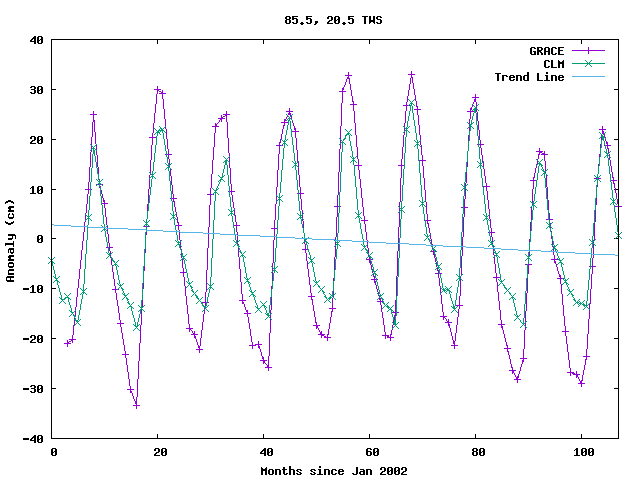 85.5, 20.5 TWS
GRACE
CLM
Trend Line
40
30
20
10
0
-10
-20
-30
-40
Anomaly (cm)
0 20 40 60 80 100
Months since Jan 2002